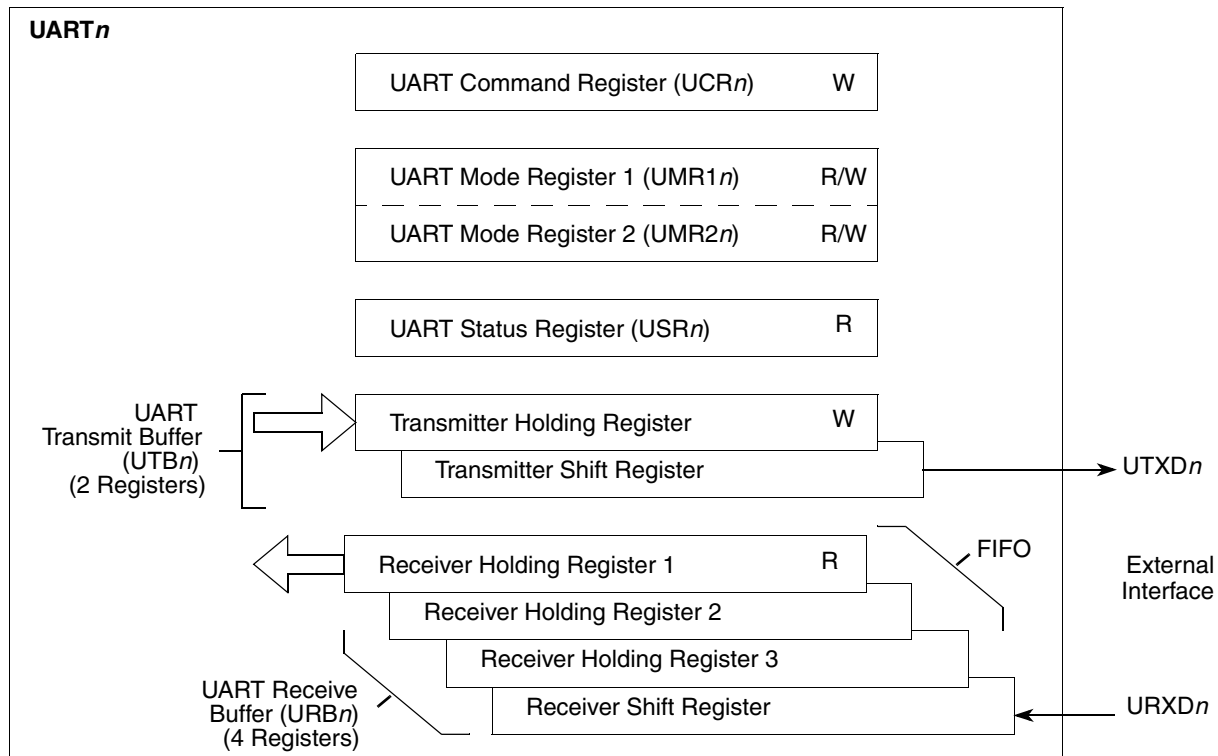 UARTn
UART Command Register (UCRn) W
UART Mode Register 1 (UMR1n) R/W
UART Mode Register 2 (UMR2n) R/W
UART Status Register (USRn) R
UART
Transmit Buffer
(UTBn)
(2 Registers)
Transmitter Holding Register W
Transmitter Shift Register
UTXDn
Receiver Holding Register 1 R
FIFO
External
Interface
Receiver Holding Register 2
Receiver Holding Register 3
UART Receive
Buffer (URBn)
(4 Registers)
Receiver Shift Register
URXDn